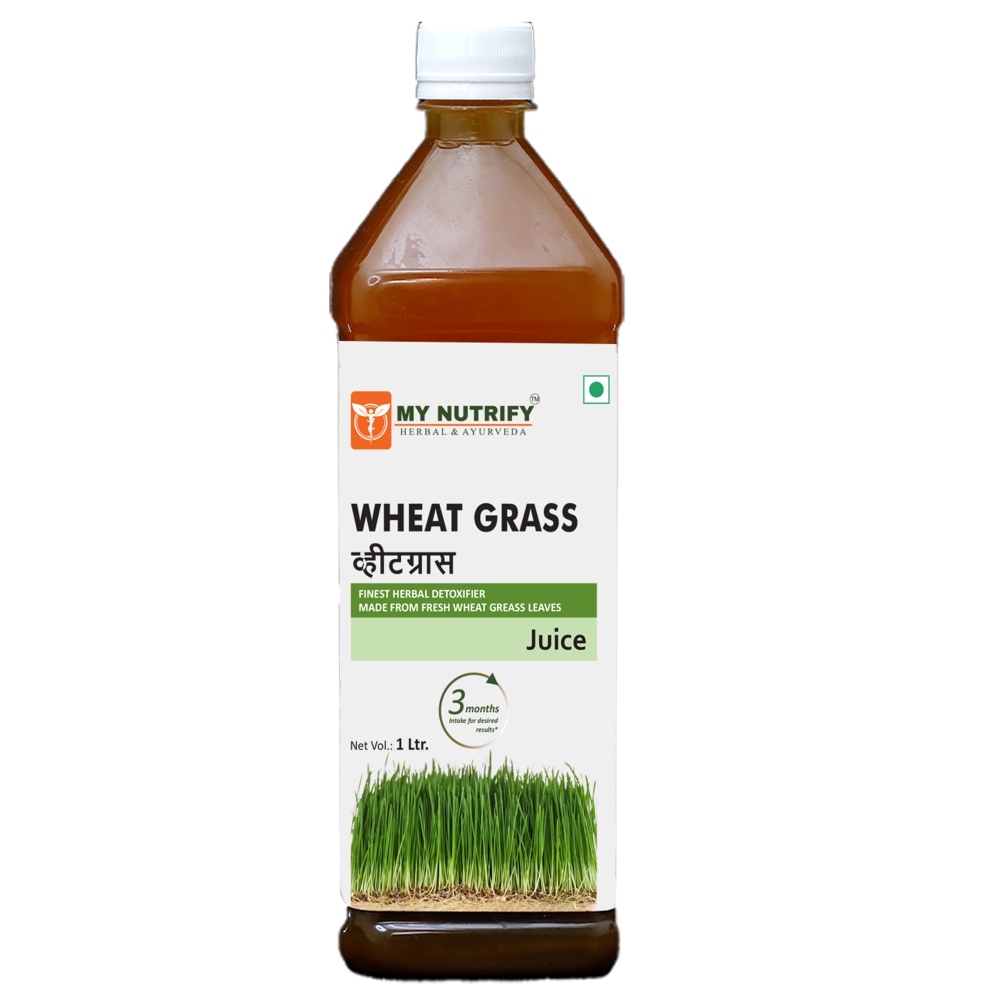 MY NUTRIFY TM
HERBAL & AYURVEDA
WHEAT GRASS
व्हीटग्रास
FINEST HERBAL DETOXIFIER
MADE FROM FRESH WHEAT GREASS LEAVES
Juice
3 months
Intake for desired
results*
Net Vol.: 1 Ltr.